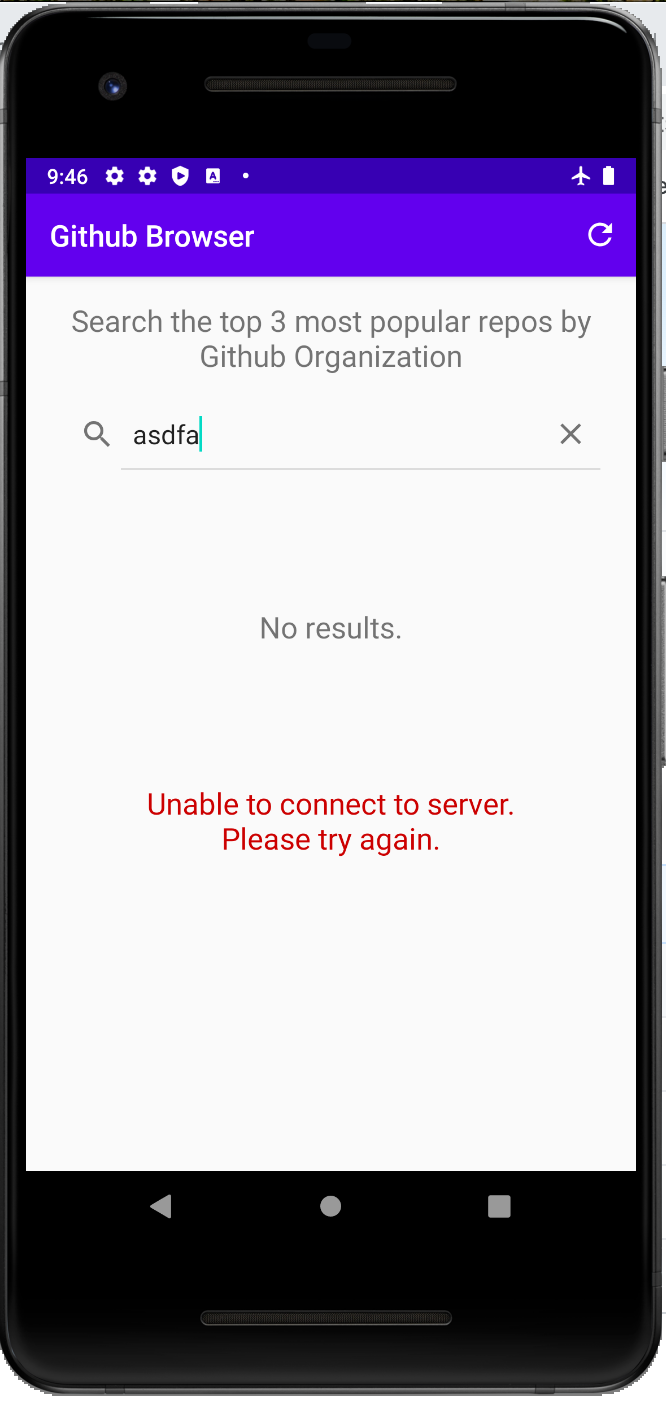 9:46
Github Browser
Search the top 3 most popular repos by
Github Organization
asdfa
No results.
Unable to connect to server.
Please try again.